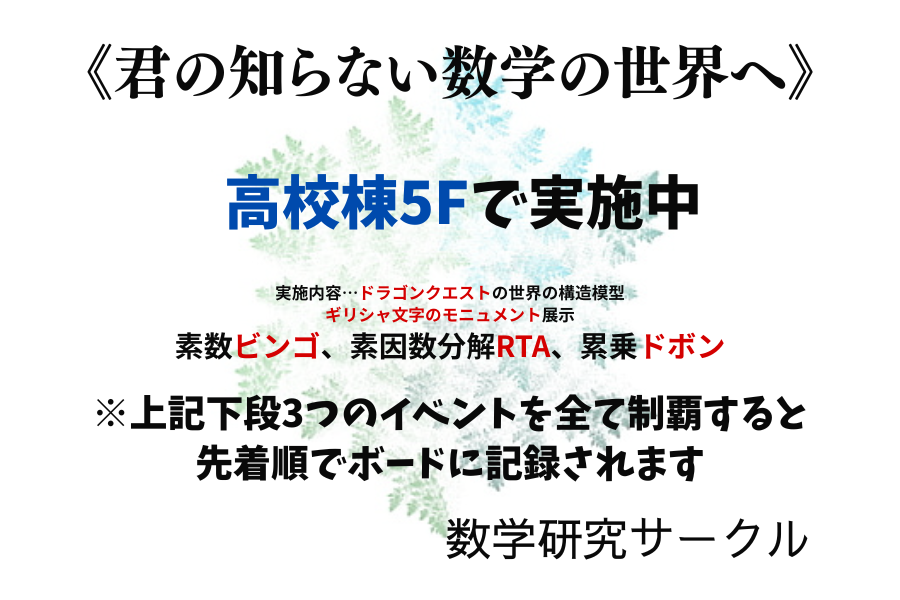 《君の知らない数学の世界へ》
高校棟5Fで実施中
実施内容…ドラゴンクエストの世界の構造模型
ギリシャ文字のモニュメント展示
素数ビンゴ、素因数分解RTA、累乗ドボン
※上記下段3つのイベントを全て制覇すると
先着順でボードに記録されます
数学研究サークル